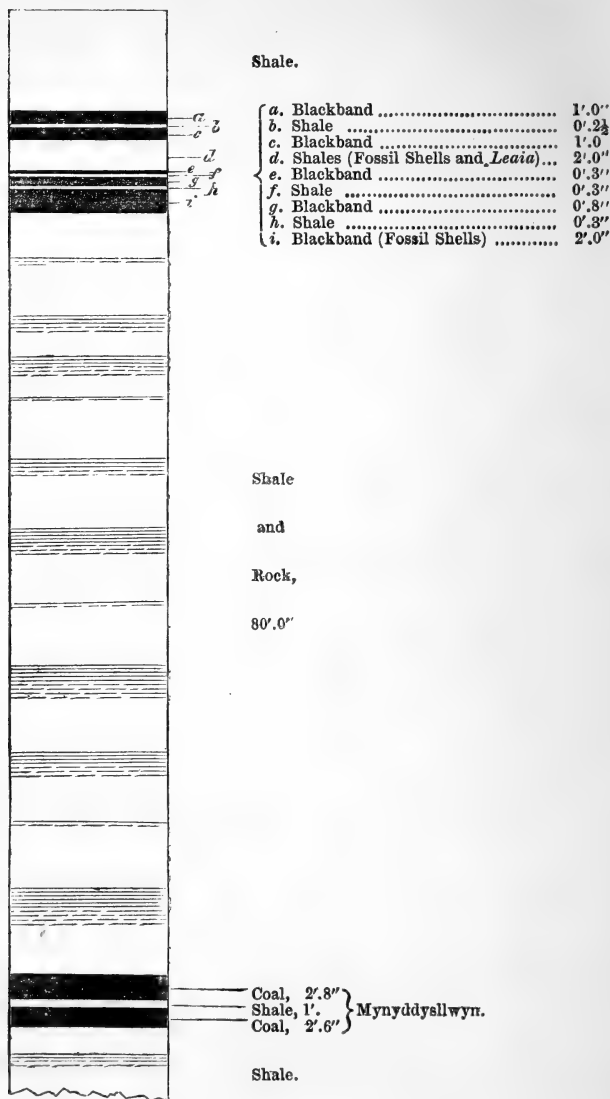 Shale.
a. Blackband .............................. 1'.0"
b. Shale .............................. 0'.2½
c. Blackband .............................. 1'.0
d. Shales (Fossil Shells and Leaia)... 2'.0"
e. Blackband .............................. 0'.3"
f. Shale .............................. 0'.3"
g. Blackband .............................. 0'.8"
h. Shale .............................. 0'.3"
i. Blackband (Fossil Shells) ............ 2'.0"
a
b
c
d
e
f
g
h
i
Shale
and
Rock,
80'.0"
Coal, 2'.8"
Shale, 1'.
Coal, 2'.6"
Mynyddysllwyn.
Shale.